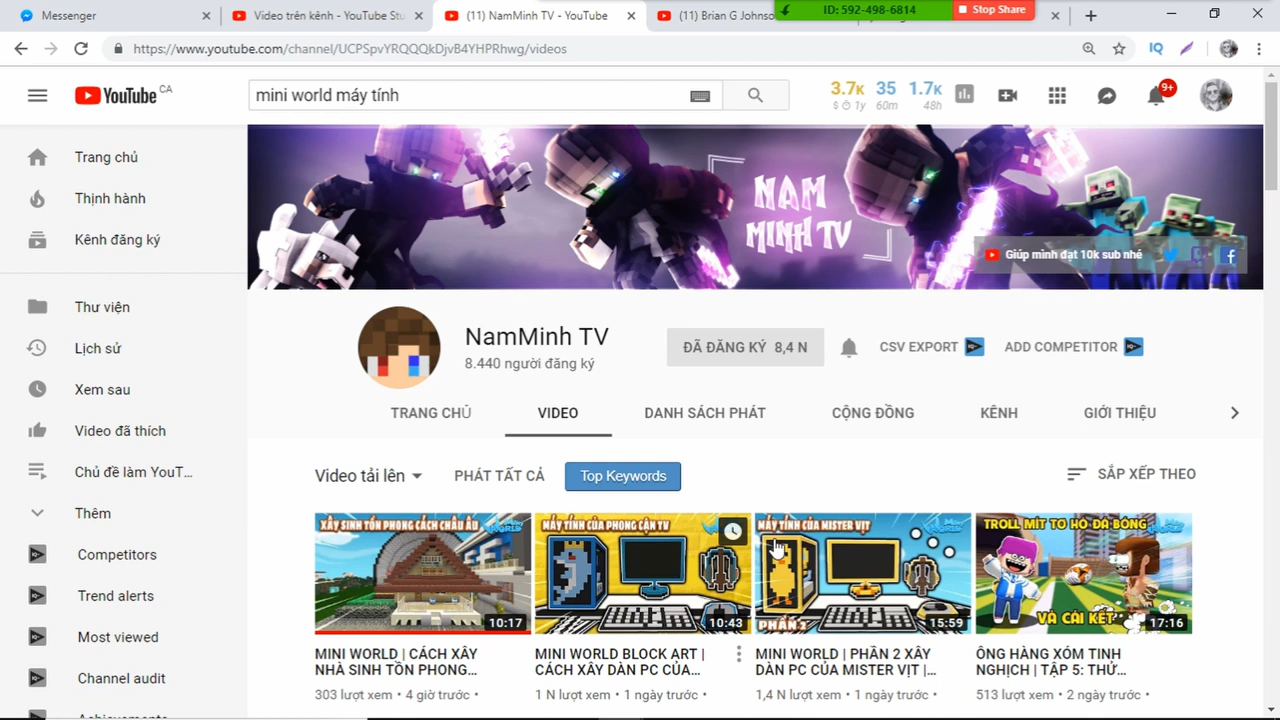 Messenger
Video trên kênh - YouTube Stu
(11) NamMinh TV - YouTube
(11) Brian G Johnso
ID: 592-498-6814
Stop Share
https://www.youtube.com/channel/UCPSpvYRQQQkDjvB4YHPRhwg/videos
IQ
YouTube CA
mini world máy tính
3.7K 35 1.7K
$ 1y 60m 48h
9+
Trang chủ
Thịnh hành
Kênh đăng ký
Thư viện
Lịch sử
Xem sau
Video đã thích
Chủ đề làm YouT...
Thêm
Competitors
Trend alerts
Most viewed
Channel audit
Achievements
NAM
MINH TV
Giúp mình đạt 10k sub nhé
NamMinh TV
8.440 người đăng ký
ĐÃ ĐĂNG KÝ 8,4 N
CSV EXPORT
ADD COMPETITOR
TRANG CHỦ
VIDEO
DANH SÁCH PHÁT
CỘNG ĐỒNG
KÊNH
GIỚI THIỆU
Video tải lên
PHÁT TẤT CẢ
Top Keywords
SẮP XẾP THEO
XÂY SINH TỒN PHONG CÁCH CHÂU ÂU
10:17
MINI WORLD | CÁCH XÂY
NHÀ SINH TỒN PHONG...
303 lượt xem • 4 giờ trước
MÁY TÍNH CỦA PHONG CẬN TV
10:43
MINI WORLD BLOCK ART |
CÁCH XÂY DÀN PC CỦA...
1 N lượt xem • 1 ngày trước
MÁY TÍNH CỦA MISTER VỊT
PHẦN 2
15:59
MINI WORLD | PHẦN 2 XÂY
DÀN PC CỦA MISTER VỊT |...
1,4 N lượt xem • 1 ngày trước
TROLL MÍT TƠ HÓ ĐÁ BÓNG
VÀ CÁI KẾT
17:16
ÔNG HÀNG XÓM TINH
NGHỊCH | TẬP 5: THỬ...
513 lượt xem • 2 ngày trước